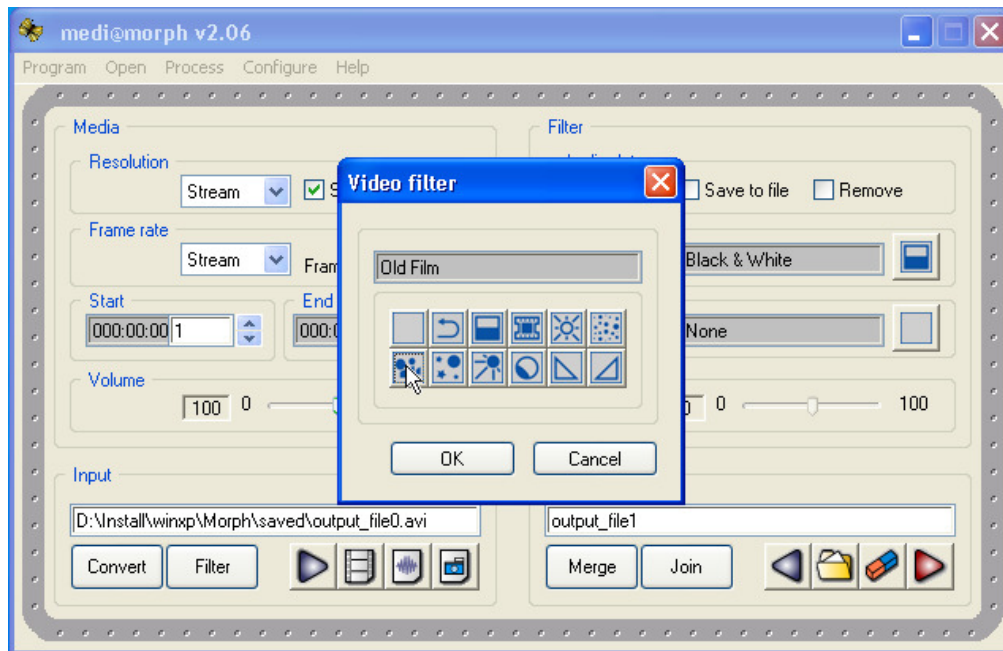 medi@morph v2.06
Program Open Process Configure Help
Media
Filter
Resolution
Stream
Save to file
Remove
Frame rate
Stream
Black & White
Start
End
000:00:00 1
None
Volume
100 0
0 100
Video filter
Old Film
OK Cancel
Input
D:\Install\winxp\Morph\saved\output_file0.avi
output_file1
Convert Filter
Merge Join